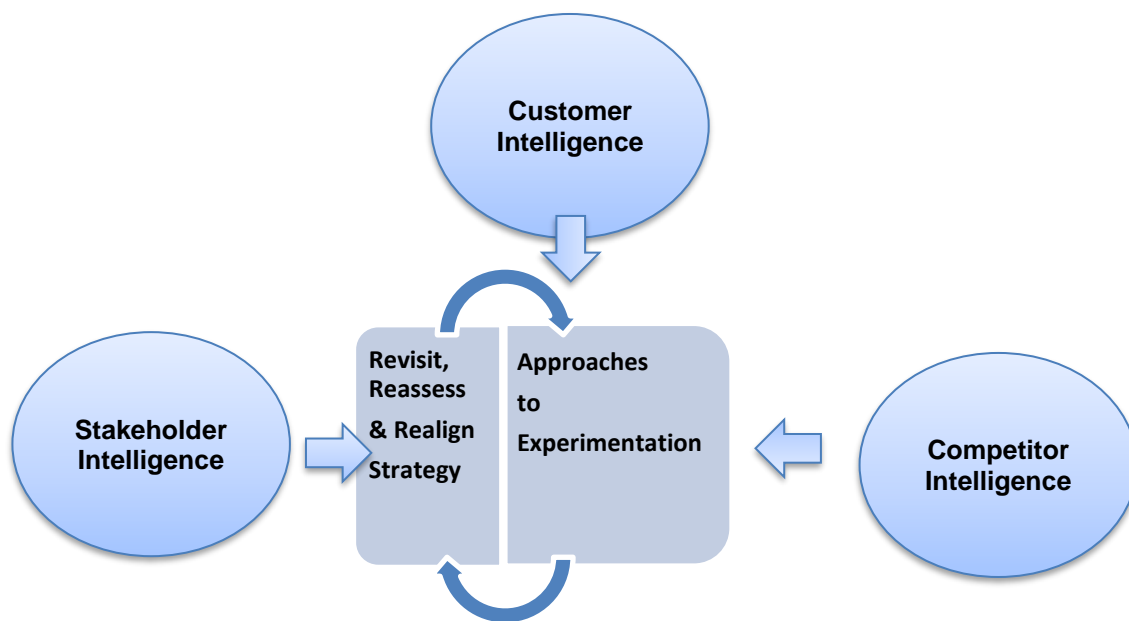 Customer
Intelligence
Stakeholder
Intelligence
Revisit,
Reassess
& Realign
Strategy
Approaches
to
Experimentation
Competitor
Intelligence